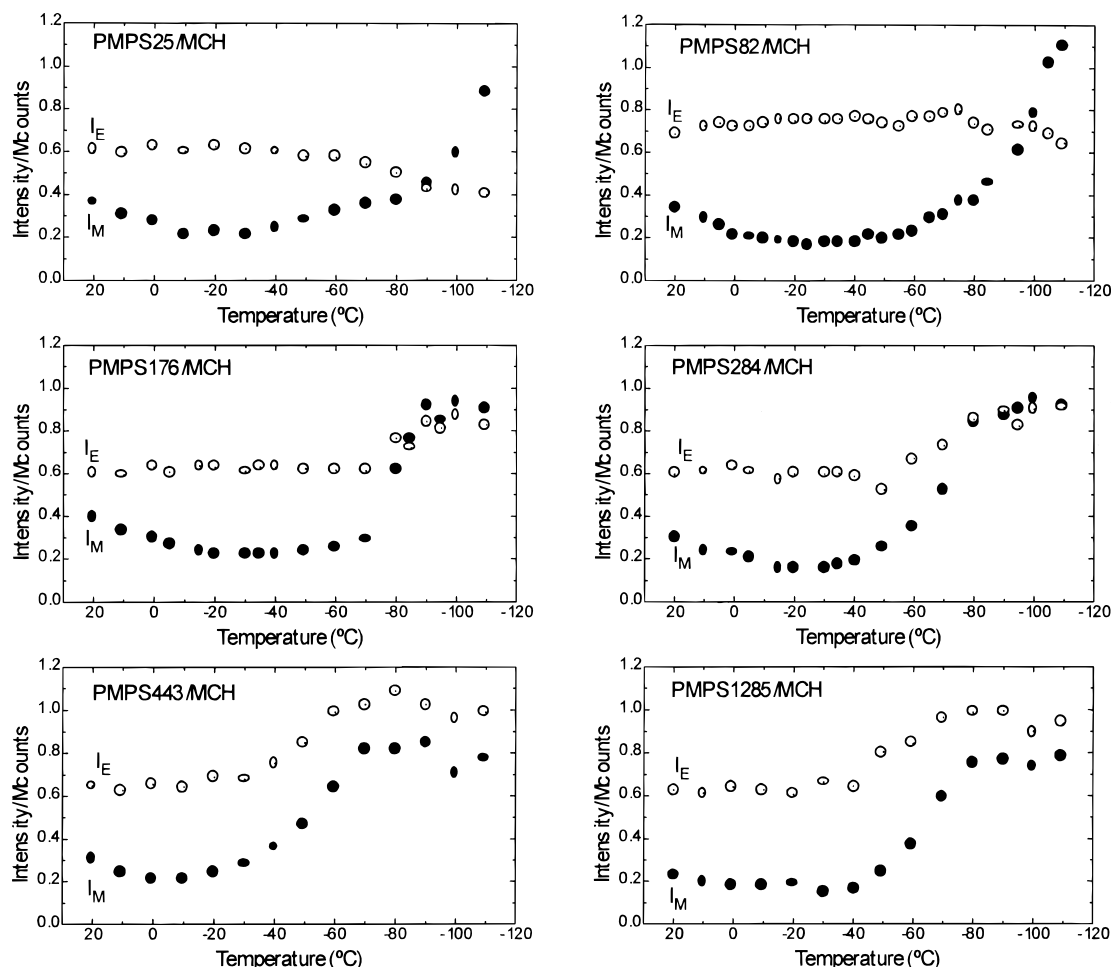 PMPS25/MCH
Intensity/Mcounts
1.2
1.0
0.8
0.6
0.4
0.2
0.0
I_E
I_M
20 0 -20 -40 -60 -80 -100 -120
Temperature (ºC)
PMPS82/MCH
Intensity/Mcounts
1.2
1.0
0.8
0.6
0.4
0.2
0.0
I_E
I_M
20 0 -20 -40 -60 -80 -100 -120
Temperature (ºC)
PMPS176/MCH
Intensity/Mcounts
1.2
1.0
0.8
0.6
0.4
0.2
0.0
I_E
I_M
20 0 -20 -40 -60 -80 -100 -120
Temperature (ºC)
PMPS284/MCH
Intensity/Mcounts
1.2
1.0
0.8
0.6
0.4
0.2
0.0
I_E
I_M
20 0 -20 -40 -60 -80 -100 -120
Temperature (ºC)
PMPS443/MCH
Intensity/Mcounts
1.2
1.0
0.8
0.6
0.4
0.2
0.0
I_E
I_M
20 0 -20 -40 -60 -80 -100 -120
Temperature (ºC)
PMPS1285/MCH
Intensity/Mcounts
1.2
1.0
0.8
0.6
0.4
0.2
0.0
I_E
I_M
20 0 -20 -40 -60 -80 -100 -120
Temperature (ºC)